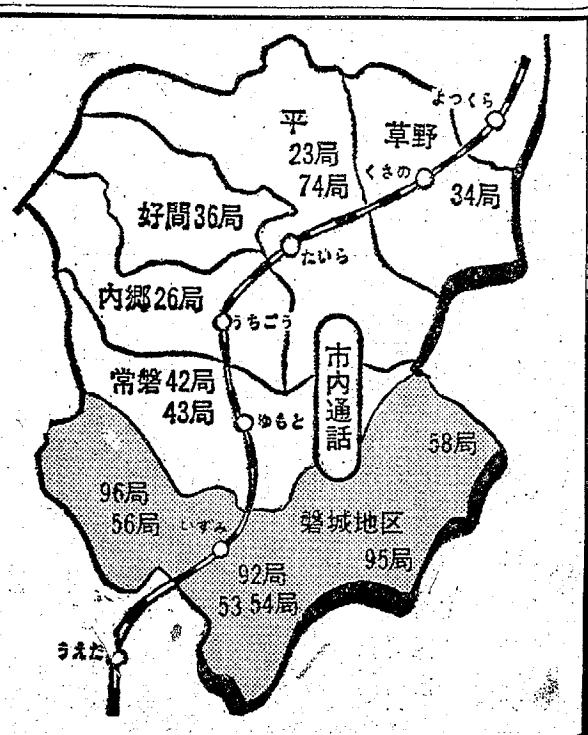 よつくら
平
23局
74局
草野
くさの
34局
好間36局
たいら
内郷26局
うちごう
市内通話
常磐42局
43局
ゆもと
58局
96局
56局
いずみ
磐城地区
95局
92局
53 54局
うえだ